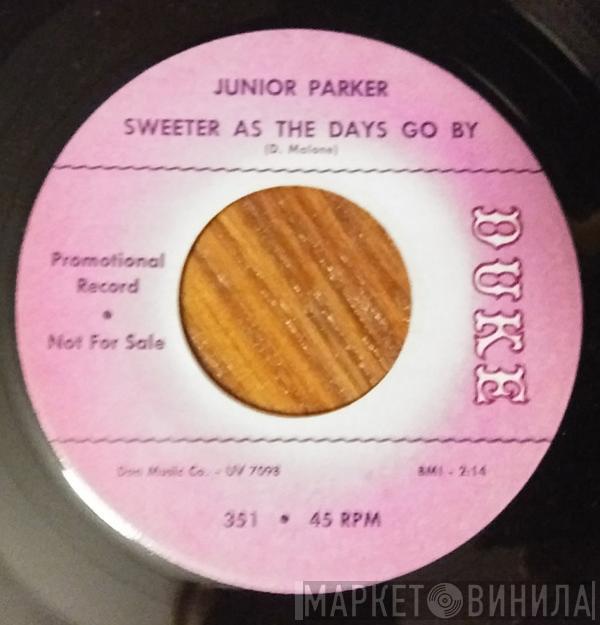 JUNIOR PARKER
SWEETER AS THE DAYS GO BY
(D. Malone)
Promotional
Record
•
Not For Sale
DUKE
Don Music Co. - UV 7098
BMI - 2:14
351 • 45 RPM
МАРКЕТ ВИНИЛА